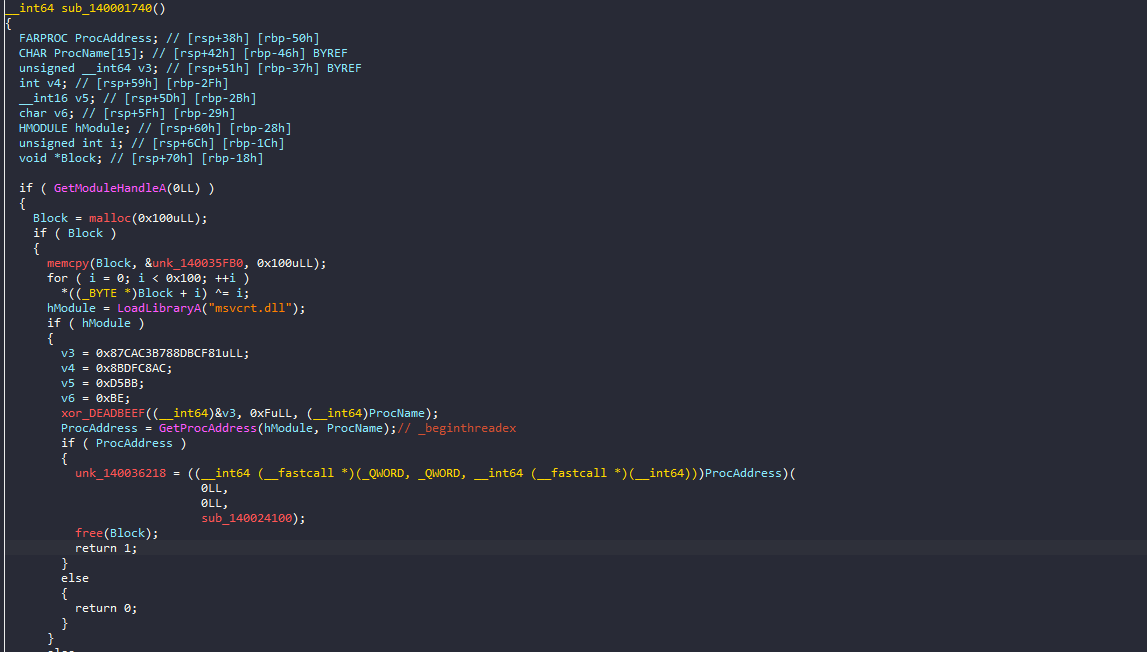 __int64 sub_140001740()
{
  FARPROC ProcAddress; // [rsp+38h] [rbp-50h]
  CHAR ProcName[15]; // [rsp+42h] [rbp-46h] BYREF
  unsigned __int64 v3; // [rsp+51h] [rbp-37h] BYREF
  int v4; // [rsp+59h] [rbp-2Fh]
  __int16 v5; // [rsp+5Dh] [rbp-2Bh]
  char v6; // [rsp+5Fh] [rbp-29h]
  HMODULE hModule; // [rsp+60h] [rbp-28h]
  unsigned int i; // [rsp+6Ch] [rbp-1Ch]
  void *Block; // [rsp+70h] [rbp-18h]

  if ( GetModuleHandleA(0LL) )
  {
    Block = malloc(0x100uLL);
    if ( Block )
    {
      memcpy(Block, &unk_140035FB0, 0x100uLL);
      for ( i = 0; i < 0x100; ++i )
        *((_BYTE *)Block + i) ^= i;
      hModule = LoadLibraryA("msvcrt.dll");
      if ( hModule )
      {
        v3 = 0x87CAC3B788DBCF81uLL;
        v4 = 0x8BDFC8AC;
        v5 = 0xD5BB;
        v6 = 0xBE;
        xor_DEADBEEF((__int64)&v3, 0xFuLL, (__int64)ProcName);
        ProcAddress = GetProcAddress(hModule, ProcName);// _beginthreadex
        if ( ProcAddress )
        {
          unk_140036218 = ((__int64 (__fastcall *)(_QWORD, _QWORD, __int64 (__fastcall *)(__int64)))ProcAddress)(
                            0LL,
                            0LL,
                            sub_140024100);
          free(Block);
          return 1;
        }
        else
        {
          return 0;
        }
      }